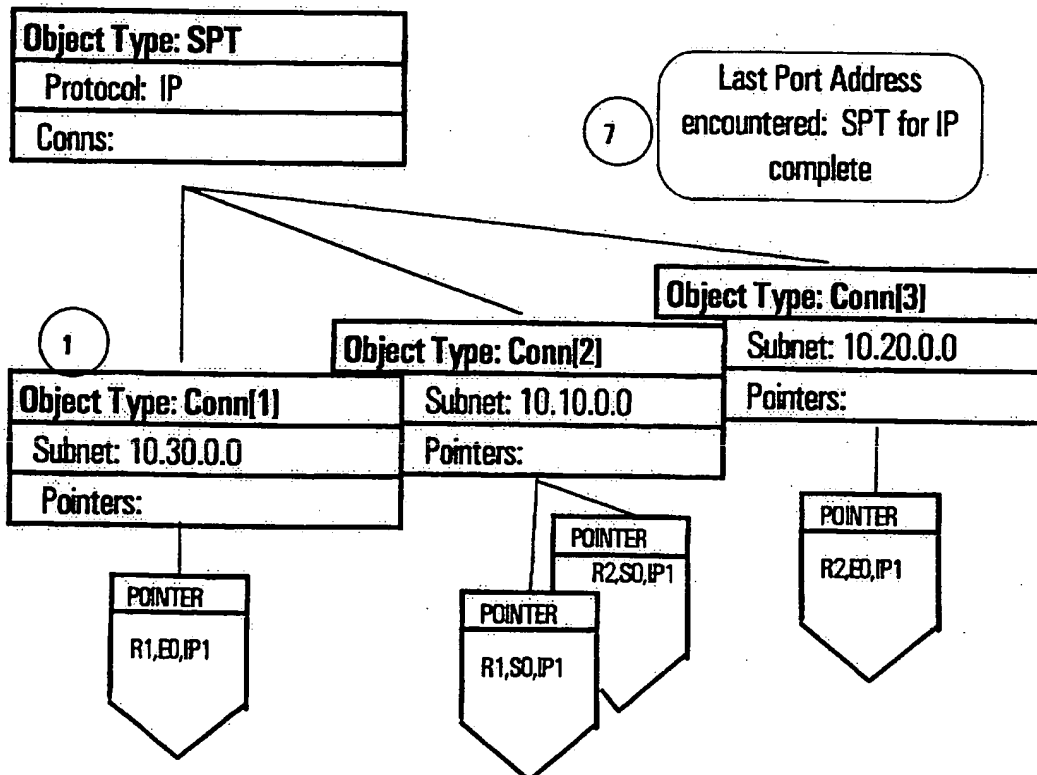 Object Type: SPT
Protocol: IP
Conns:
7
Last Port Address
encountered: SPT for IP
complete
1
Object Type: Conn[1]
Subnet: 10.30.0.0
Pointers:
POINTER
R1,E0,IP1
Object Type: Conn[2]
Subnet: 10.10.0.0
Pointers:
POINTER
R1,S0,IP1
POINTER
R2,S0,IP1
Object Type: Conn[3]
Subnet: 10.20.0.0
Pointers:
POINTER
R2,E0,IP1